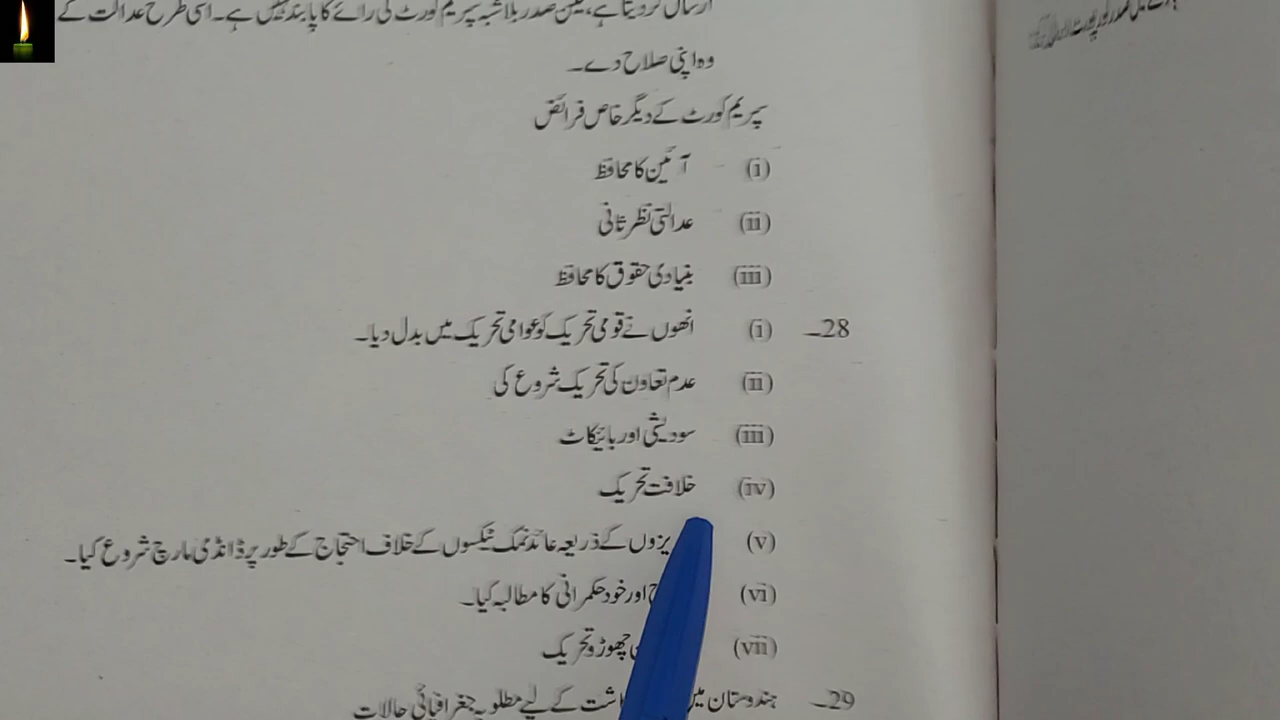 ارسال کردیتا ہے، لیکن صدر بلاشبہ سپریم کورٹ کی رائے کا پابند نہیں ہے۔ اسی طرح عدالت کے
وہ اپنی صلاح دے۔
سپریم کورٹ کے دیگر خاص فرائض
(i) آئین کا محافظ
(ii) عدالتی نظر ثانی
(iii) بنیادی حقوق کا محافظ
28۔ (i) انھوں نے قومی تحریک کو عوامی تحریک میں بدل دیا۔
(ii) عدم تعاون کی تحریک شروع کی
(iii) سودیشی اور بائیکاٹ
(iv) خلافت تحریک
(v) یزوں کے ذریعہ عائد نمک ٹیکسوں کے خلاف احتجاج کے طور پر ڈانڈی مارچ شروع کیا۔
(vi) اور خود حکمرانی کا مطالبہ کیا۔
(vii) چھوڑو تحریک
29۔ ہندوستان میں اشت کے لیے مطلوبہ جغرافیائی حالات